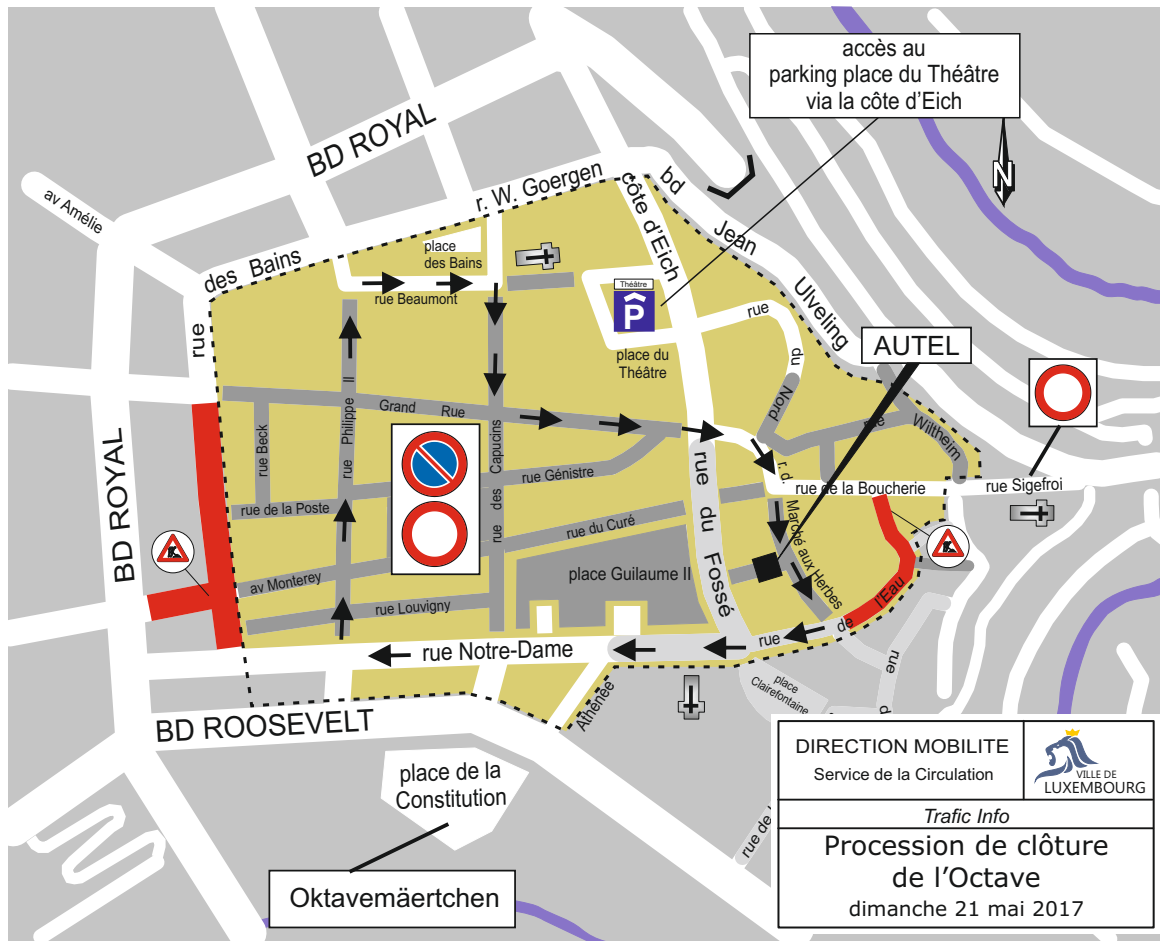 accès au
parking place du Théâtre
via la côte d'Eich
N
BD ROYAL
av Amélie
r. W. Goergen
côte d'Eich
bd
Jean
Ulveling
rue
des Bains
place
des Bains
rue Beaumont
Théâtre
P
place du
Théâtre
rue
du
Nord
AUTEL
BD ROYAL
rue Philippe II
Grand Rue
rue Beck
rue des Capucins
rue Génistre
rue de la Poste
rue du Curé
rue du Fossé
r. d.
Marché aux Herbes
rue
Wiltheim
rue de la Boucherie
rue Sigefroi
av Monterey
place Guillaume II
rue Louvigny
rue de l'Eau
rue Notre-Dame
Athénée
place
Clairefontaine
rue
d
BD ROOSEVELT
place de la
Constitution
Oktavemäertchen
rue de l
DIRECTION MOBILITE
Service de la Circulation
VILLE DE
LUXEMBOURG
Trafic Info
Procession de clôture
de l'Octave
dimanche 21 mai 2017